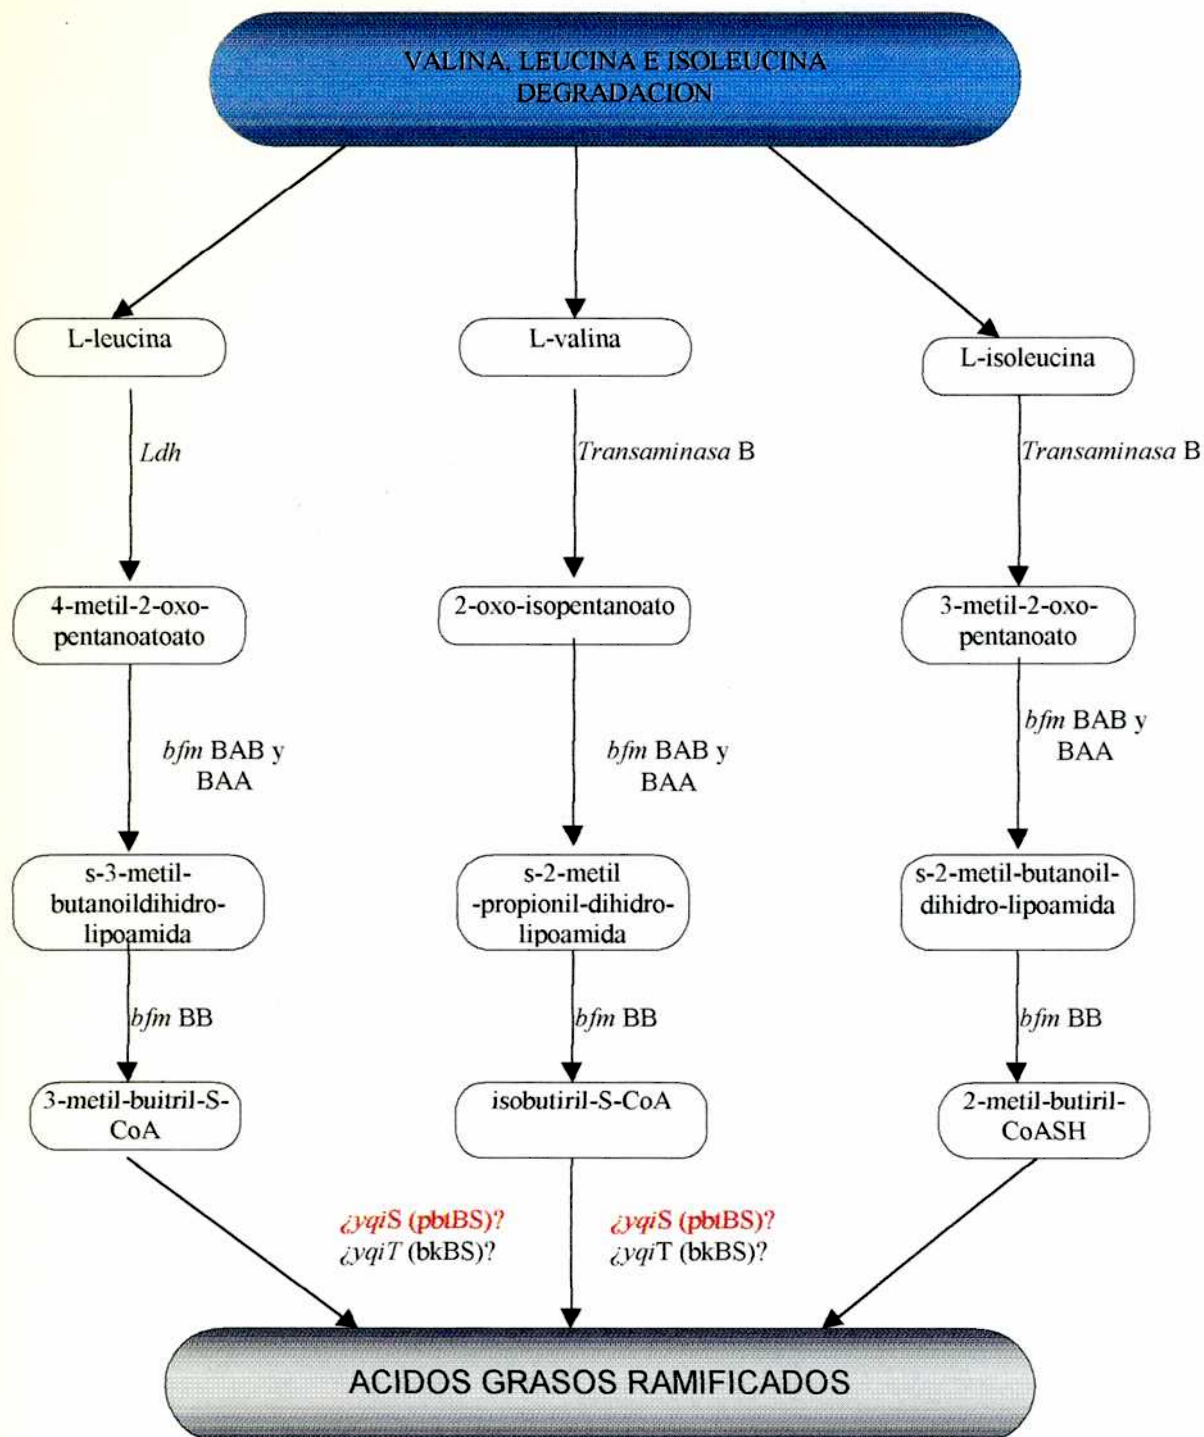 VALINA, LEUCINA E ISOLEUCINA
DEGRADACION
L-leucina
L-valina
L-isoleucina
Ldh
Transaminasa B
Transaminasa B
4-metil-2-oxo-
pentanoatoato
2-oxo-isopentanoato
3-metil-2-oxo-
pentanoato
bfm BAB y
BAA
bfm BAB y
BAA
bfm BAB y
BAA
s-3-metil-
butanoildihidro-
lipoamida
s-2-metil
-propionil-dihidro-
lipoamida
s-2-metil-butanoil-
dihidro-lipoamida
bfm BB
bfm BB
bfm BB
3-metil-buitril-S-
CoA
isobutiril-S-CoA
2-metil-butiril-
CoASH
¿yqiS (pbtBS)?
¿yqiT (bkBS)?
¿yqiS (pbtBS)?
¿yqiT (bkBS)?
ACIDOS GRASOS RAMIFICADOS